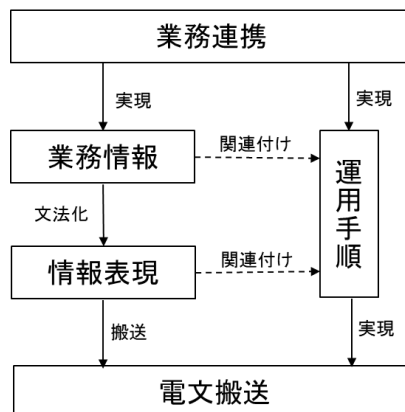 業務連携
実現
実現
業務情報
関連付け
運用手順
文法化
情報表現
関連付け
搬送
実現
電文搬送